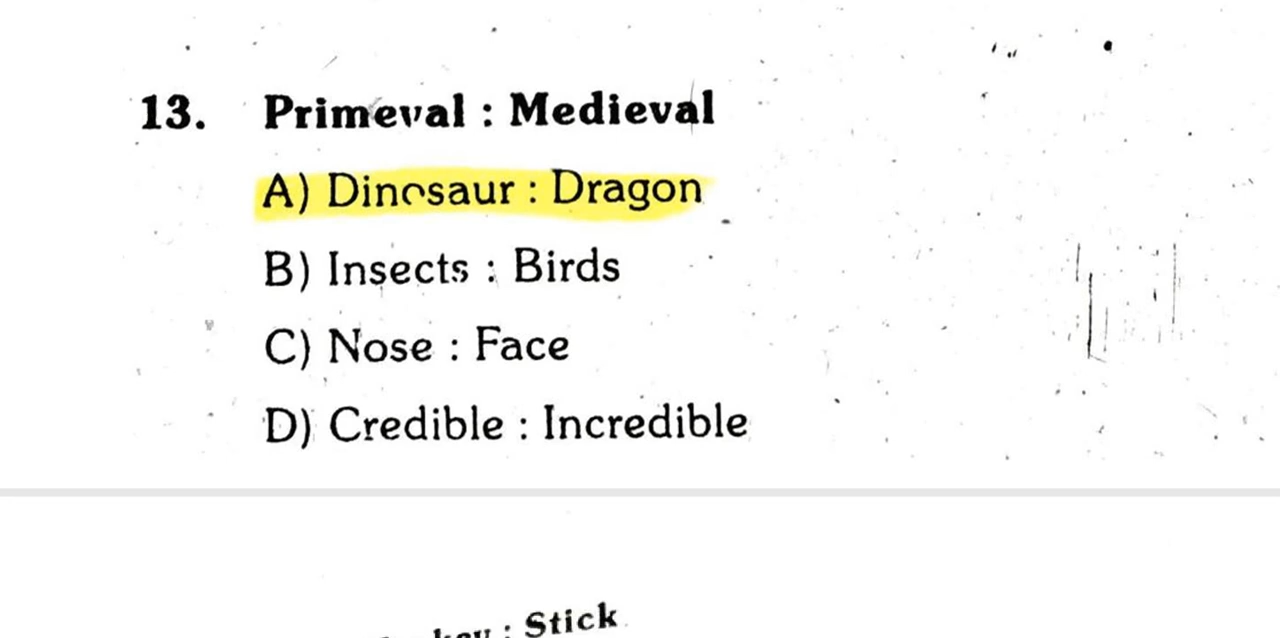 13. Primeval : Medieval
A) Dinosaur : Dragon
B) Insects : Birds
C) Nose : Face
D) Credible : Incredible
: Stick